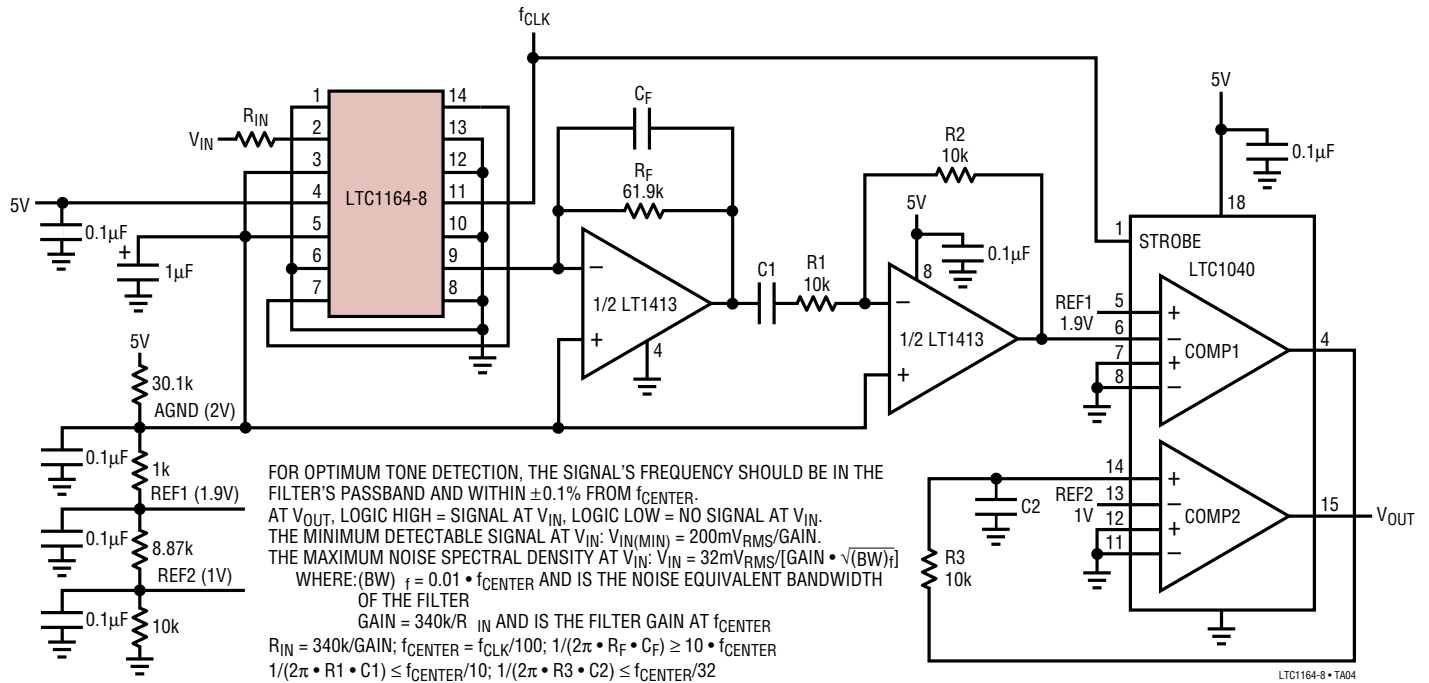 fCLK
VIN
RIN
1
2
3
4
5
6
7
14
13
12
11
10
9
8
LTC1164-8
5V
0.1µF
+
1µF
CF
RF
61.9k
–
+
1/2 LT1413
4
C1
R1
10k
R2
10k
5V
8
0.1µF
–
+
1/2 LT1413
5V
0.1µF
18
1
STROBE
LTC1040
REF1
1.9V
5
6
7
8
+
–
+
–
COMP1
4
14
REF2
1V
13
12
11
+
–
+
–
COMP2
15
VOUT
C2
R3
10k
5V
30.1k
AGND (2V)
0.1µF
1k
REF1 (1.9V)
0.1µF
8.87k
REF2 (1V)
0.1µF
10k
FOR OPTIMUM TONE DETECTION, THE SIGNAL'S FREQUENCY SHOULD BE IN THE
FILTER'S PASSBAND AND WITHIN ±0.1% FROM fCENTER.
AT VOUT, LOGIC HIGH = SIGNAL AT VIN, LOGIC LOW = NO SIGNAL AT VIN.
THE MINIMUM DETECTABLE SIGNAL AT VIN: VIN(MIN) = 200mVRMS/GAIN.
THE MAXIMUM NOISE SPECTRAL DENSITY AT VIN: VIN = 32mVRMS/[GAIN • √(BW)f]
WHERE:(BW) f = 0.01 • fCENTER AND IS THE NOISE EQUIVALENT BANDWIDTH
OF THE FILTER
GAIN = 340k/R IN AND IS THE FILTER GAIN AT fCENTER
RIN = 340k/GAIN; fCENTER = fCLK/100; 1/(2π • RF • CF) ≥ 10 • fCENTER
1/(2π • R1 • C1) ≤ fCENTER/10; 1/(2π • R3 • C2) ≤ fCENTER/32
LTC1164-8 • TA04